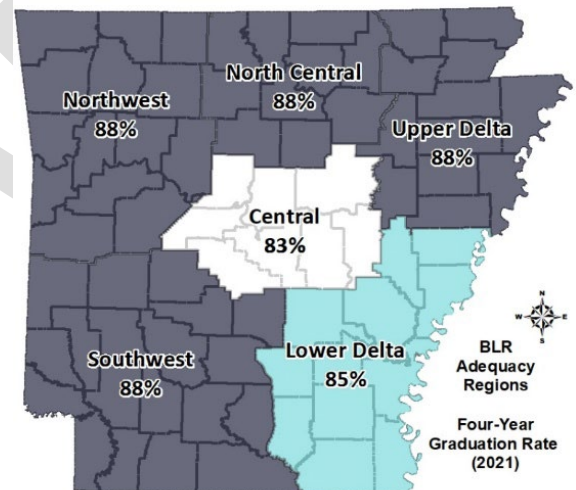 North Central
88%
Northwest
88%
Upper Delta
88%
Central
83%
Lower Delta
85%
Southwest
88%
N
W
E
S
BLR
Adequacy
Regions
Four-Year
Graduation Rate
(2021)